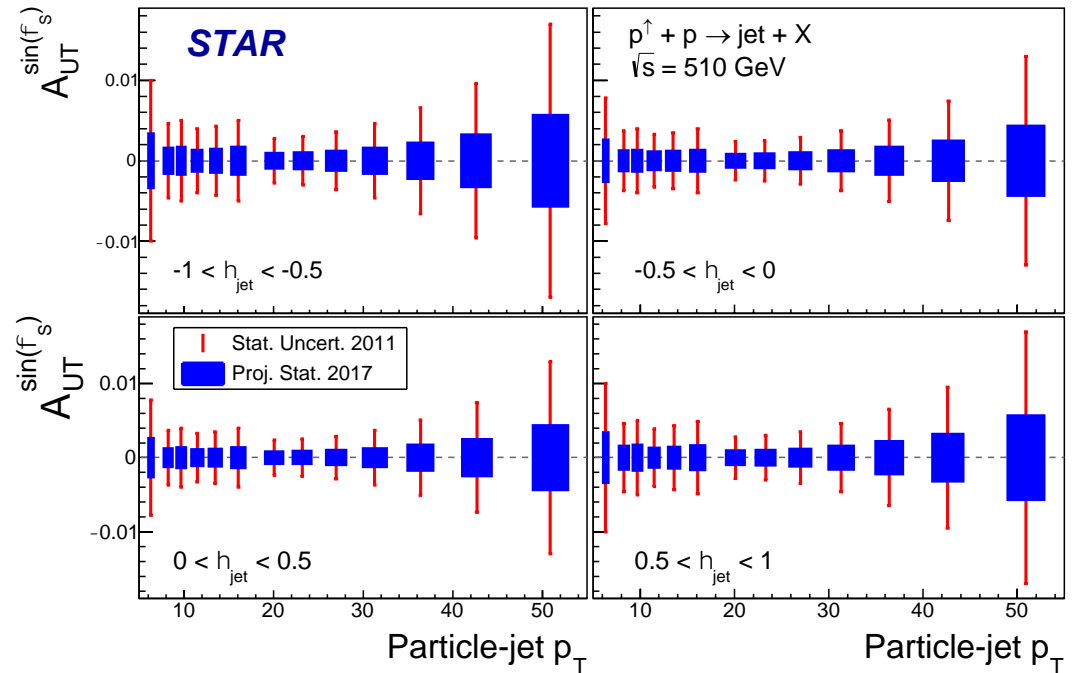 A_UT^sin(f_S)
STAR
p↑ + p → jet + X
√s = 510 GeV
0.01
0
-0.01
-1 < h_jet < -0.5
-0.5 < h_jet < 0
A_UT^sin(f_S)
Stat. Uncert. 2011
Proj. Stat. 2017
0.01
0
-0.01
0 < h_jet < 0.5
0.5 < h_jet < 1
10 20 30 40 50
10 20 30 40 50
Particle-jet p_T
Particle-jet p_T